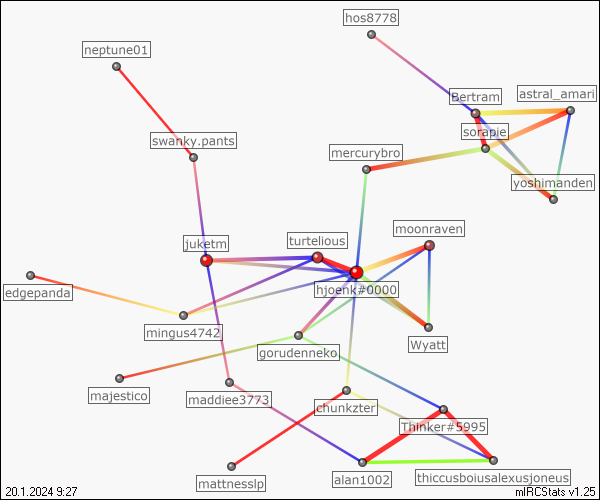 hos8778
neptune01
astral_amari
Bertram
sorapje
swanky.pants
mercurybro
yoshimanden
moonraven
juketm
turtelious
hjoenk#0000
edgepanda
mingus4742
Wyatt
gorudenneko
majestico
maddiee3773
chunkzter
Thinker#5995
mattnesslp
alan1002
thiccusboiusalexusjoneus
20.1.2024 9:27
mIRCStats v1.25